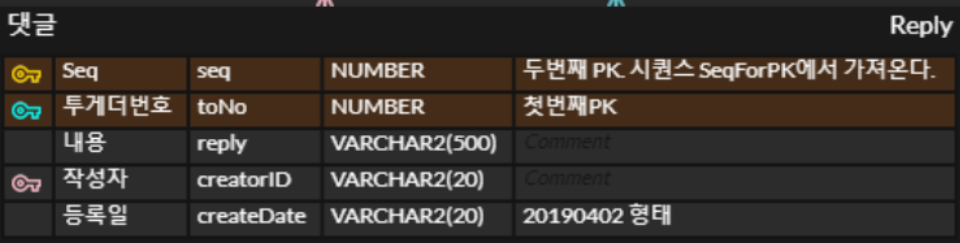 댓글 Reply
Seq seq NUMBER 두번째 PK. 시퀀스 SeqForPK에서 가져온다.
투게더번호 toNo NUMBER 첫번째PK
내용 reply VARCHAR2(500) Comment
작성자 creatorID VARCHAR2(20) Comment
등록일 createDate VARCHAR2(20) 20190402 형태